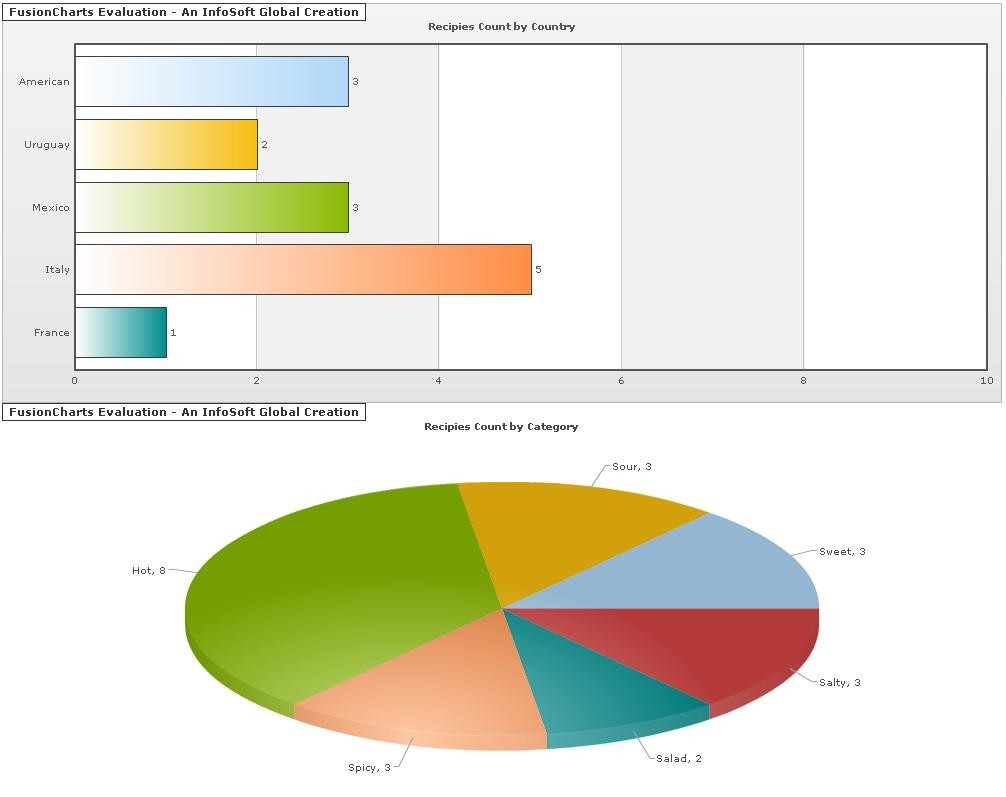 FusionCharts Evaluation - An InfoSoft Global Creation
Recipies Count by Country
American 3
Uruguay 2
Mexico 3
Italy 5
France 1
0 2 4 6 8 10
FusionCharts Evaluation - An InfoSoft Global Creation
Recipies Count by Category
Sour, 3
Sweet, 3
Hot, 8
Salty, 3
Salad, 2
Spicy, 3